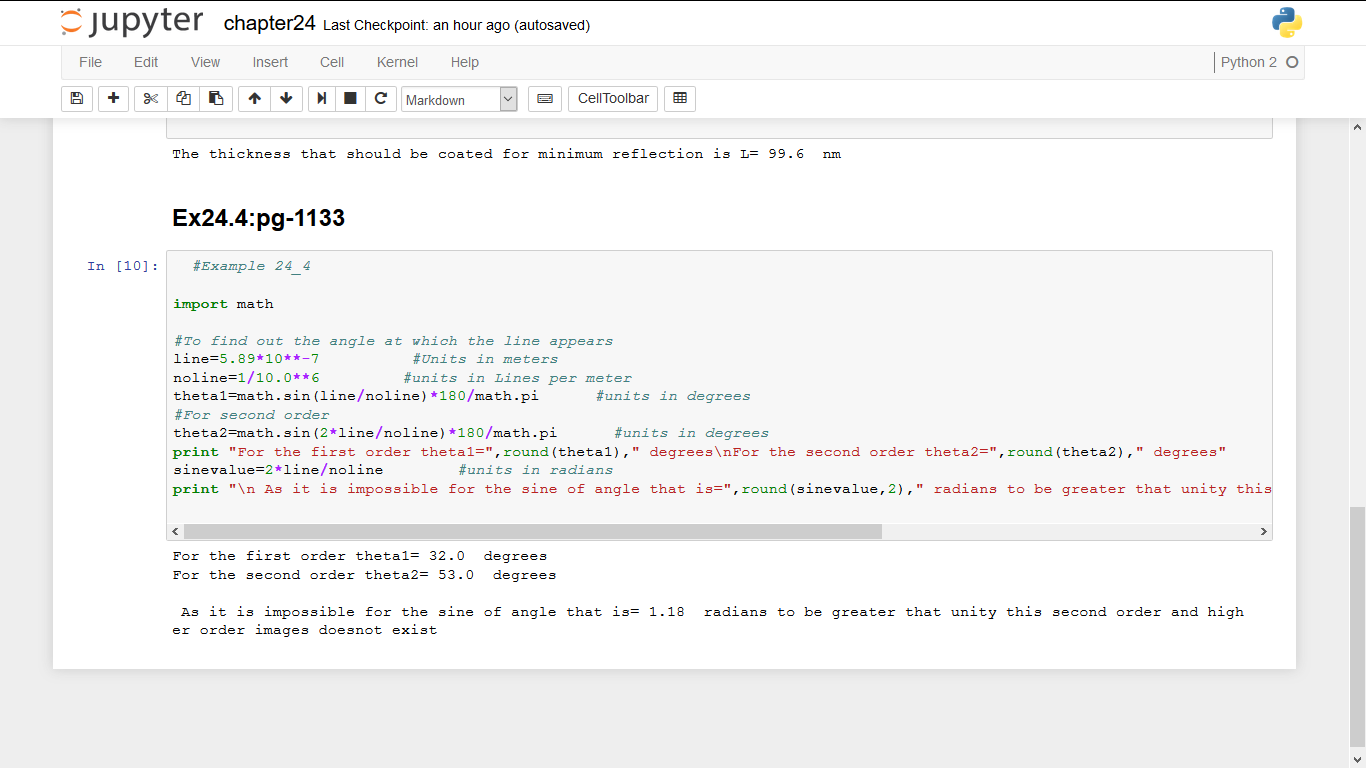 jupyter chapter24 Last Checkpoint: an hour ago (autosaved)
File Edit View Insert Cell Kernel Help Python 2
Markdown CellToolbar
The thickness that should be coated for minimum reflection is L= 99.6  nm
Ex24.4:pg-1133
In [10]: #Example 24_4
import math
#To find out the angle at which the line appears
line=5.89*10**-7          #Units in meters
noline=1/10.0**6         #units in Lines per meter
theta1=math.sin(line/noline)*180/math.pi      #units in degrees
#For second order
theta2=math.sin(2*line/noline)*180/math.pi      #units in degrees
print "For the first order theta1=",round(theta1)," degrees\nFor the second order theta2=",round(theta2)," degrees"
sinevalue=2*line/noline        #units in radians
print "\n As it is impossible for the sine of angle that is=",round(sinevalue,2)," radians to be greater that unity this
For the first order theta1= 32.0  degrees
For the second order theta2= 53.0  degrees
As it is impossible for the sine of angle that is= 1.18  radians to be greater that unity this second order and high
er order images doesnot exist